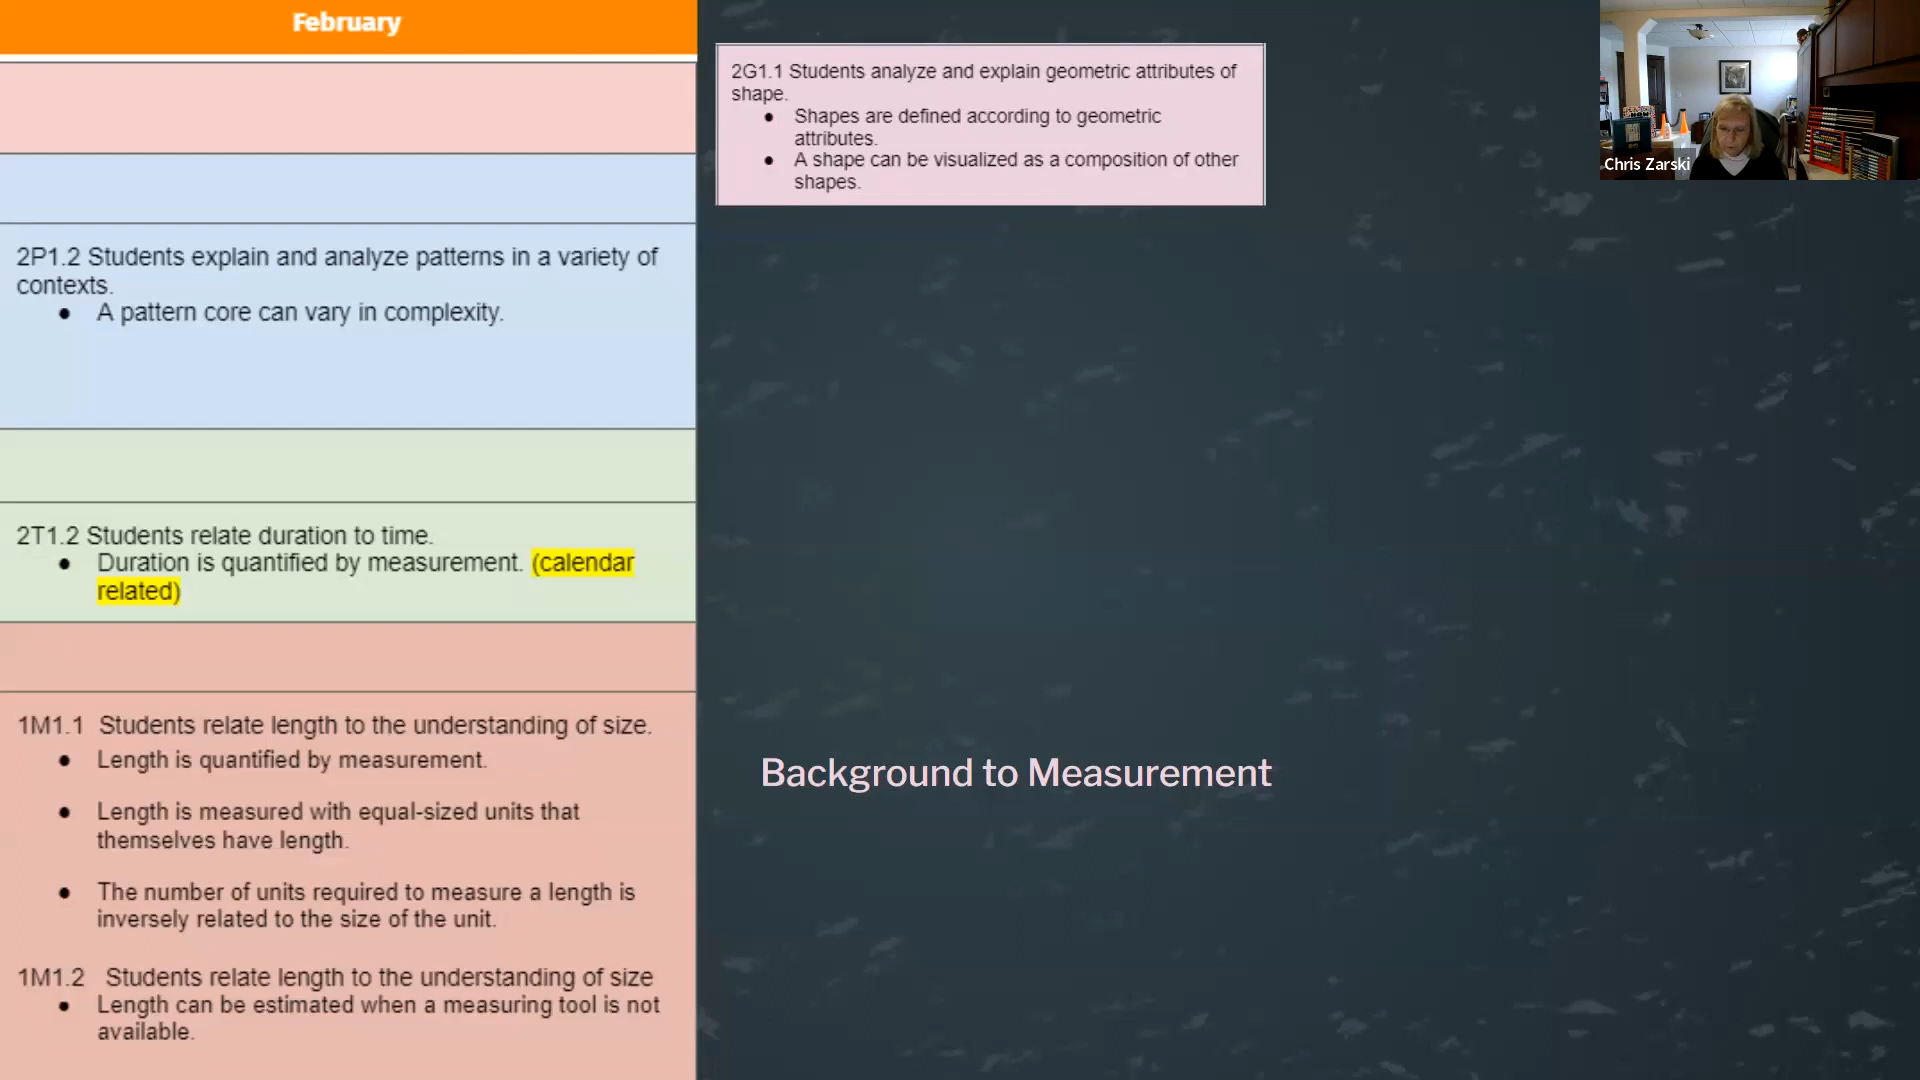 February
2P1.2 Students explain and analyze patterns in a variety of
contexts.
● A pattern core can vary in complexity.
2T1.2 Students relate duration to time.
● Duration is quantified by measurement. (calendar
related)
1M1.1 Students relate length to the understanding of size.
● Length is quantified by measurement.
● Length is measured with equal-sized units that
themselves have length.
● The number of units required to measure a length is
inversely related to the size of the unit.
1M1.2 Students relate length to the understanding of size
● Length can be estimated when a measuring tool is not
available.
2G1.1 Students analyze and explain geometric attributes of
shape.
● Shapes are defined according to geometric
attributes.
● A shape can be visualized as a composition of other
shapes.
Background to Measurement
Chris Zarski